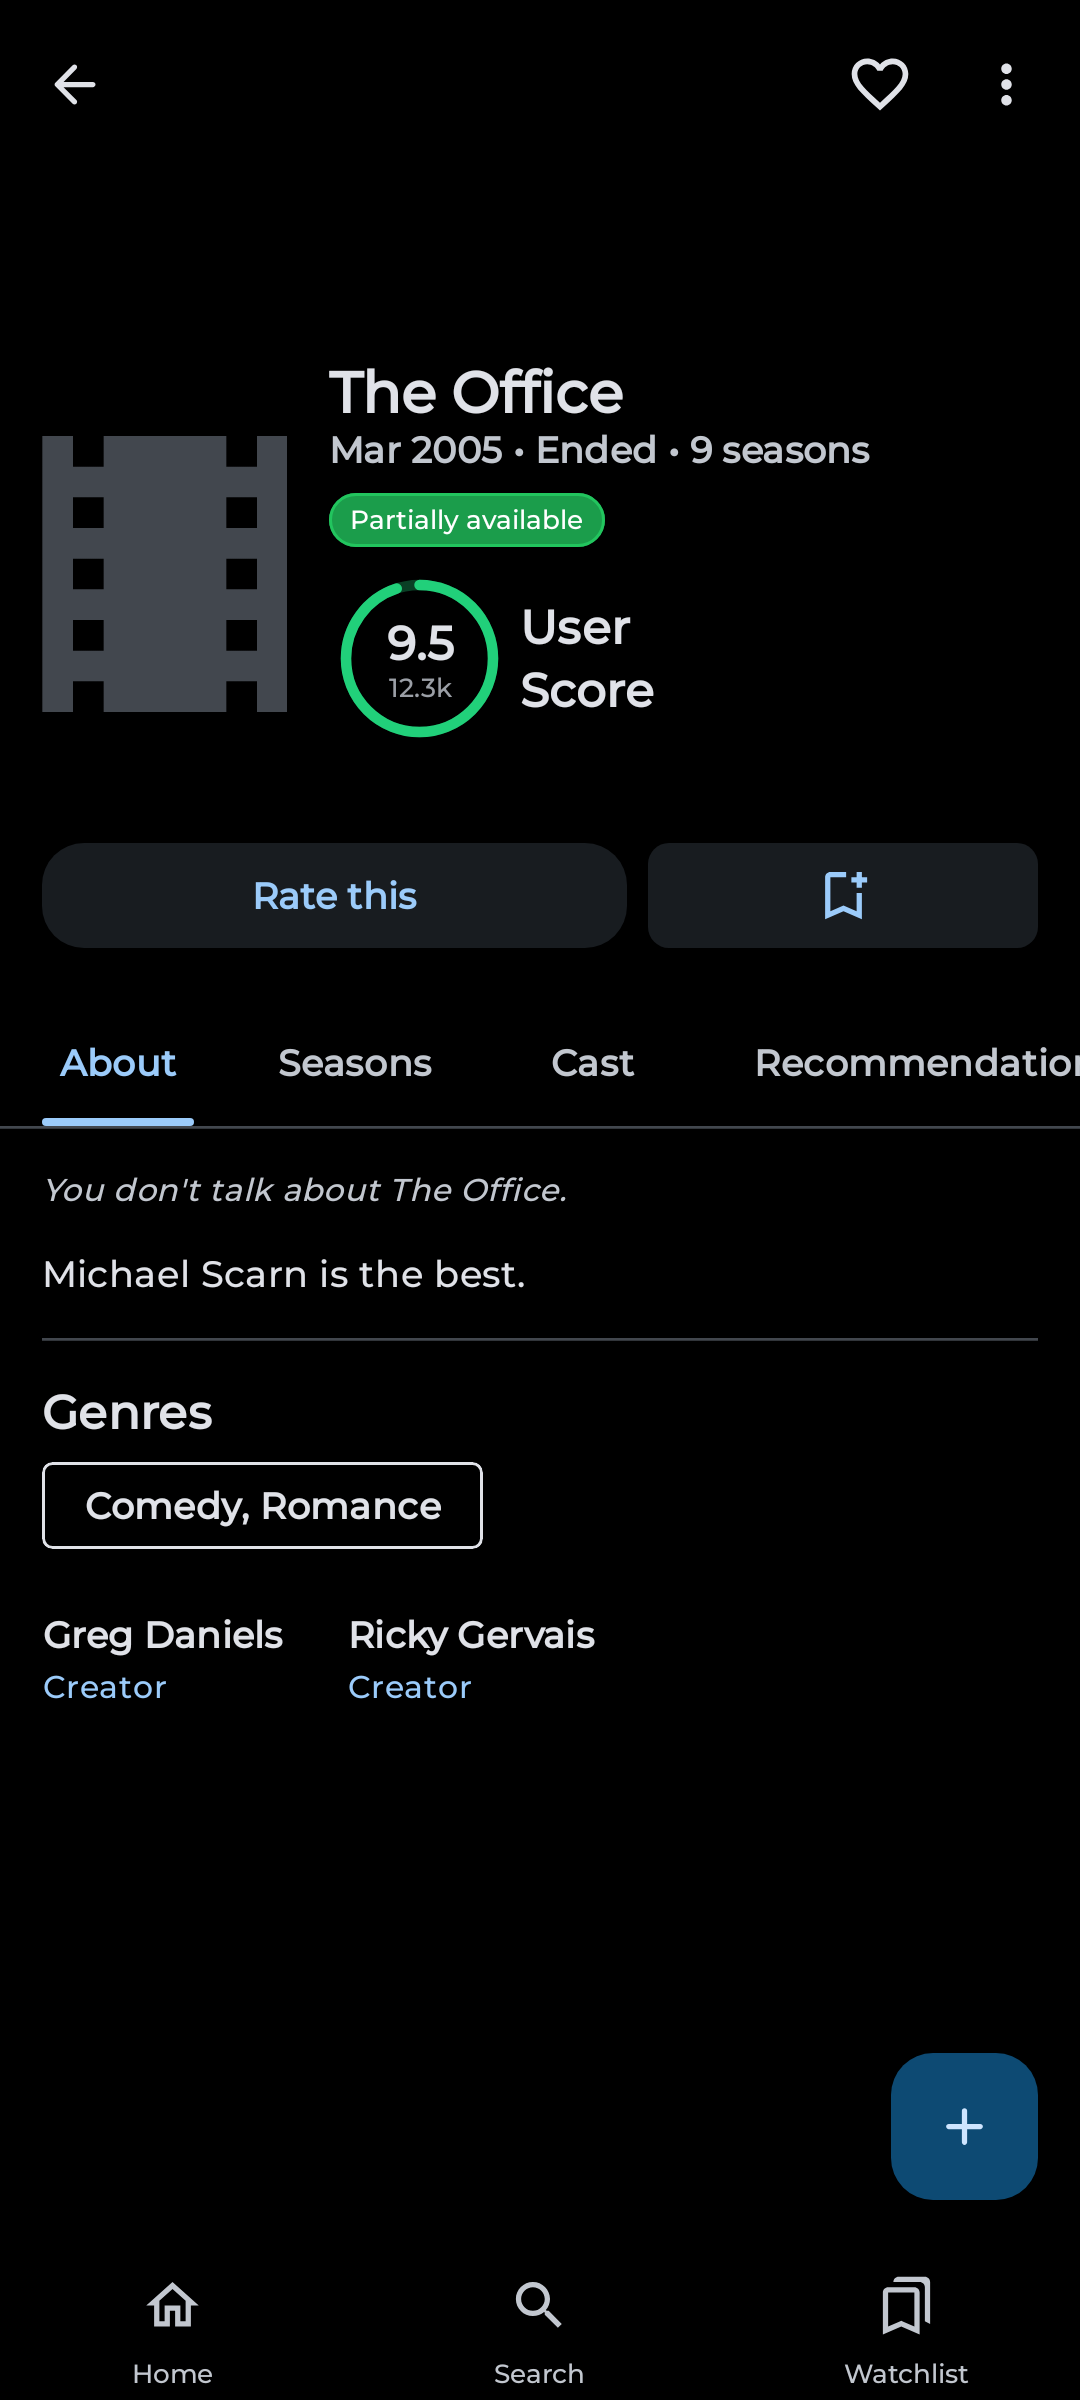 The Office
Mar 2005 • Ended • 9 seasons
Partially available
9.5
12.3k
User
Score
Rate this
About
Seasons
Cast
Recommendation
You don't talk about The Office.
Michael Scarn is the best.
Genres
Comedy, Romance
Greg Daniels
Creator
Ricky Gervais
Creator
Home
Search
Watchlist